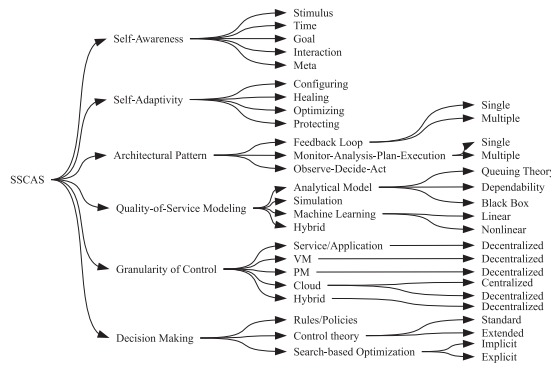 SSCAS
Self-Awareness
Stimulus
Time
Goal
Interaction
Meta
Self-Adaptivity
Configuring
Healing
Optimizing
Protecting
Architectural Pattern
Feedback Loop
Single
Multiple
Monitor-Analysis-Plan-Execution
Single
Multiple
Observe-Decide-Act
Quality-of-Service Modeling
Analytical Model
Queuing Theory
Dependability
Black Box
Simulation
Machine Learning
Linear
Nonlinear
Hybrid
Granularity of Control
Service/Application
Decentralized
VM
Decentralized
PM
Decentralized
Cloud
Centralized
Decentralized
Hybrid
Decentralized
Decision Making
Rules/Policies
Control theory
Standard
Extended
Search-based Optimization
Implicit
Explicit